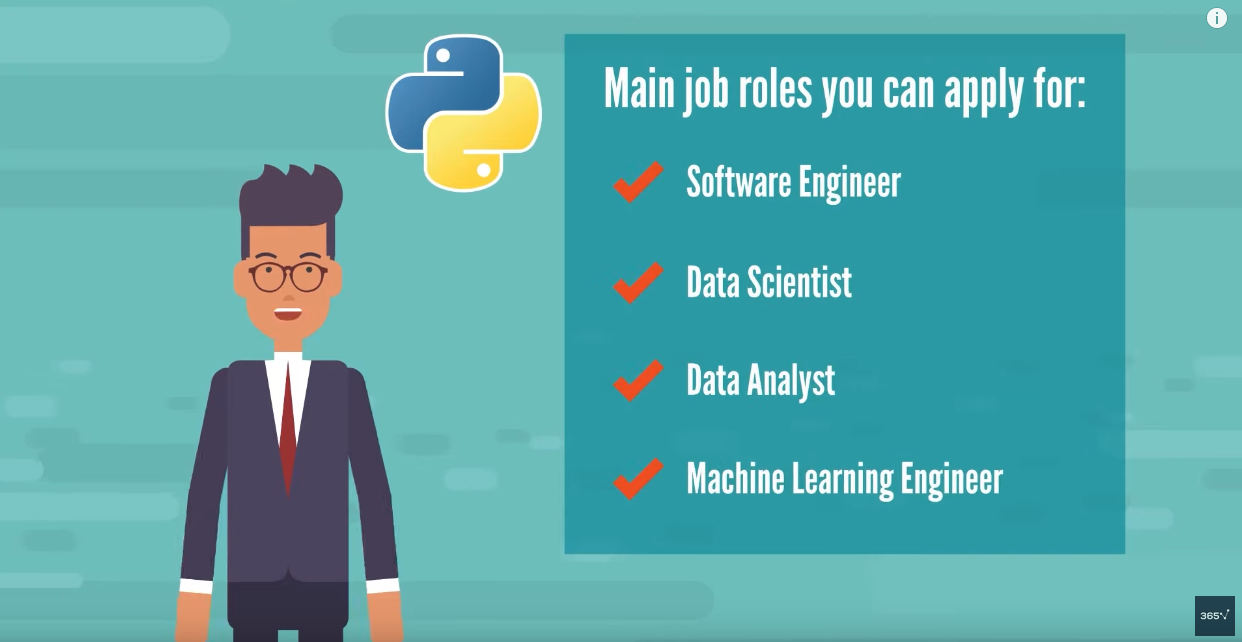 Main job roles you can apply for:
Software Engineer
Data Scientist
Data Analyst
Machine Learning Engineer
365